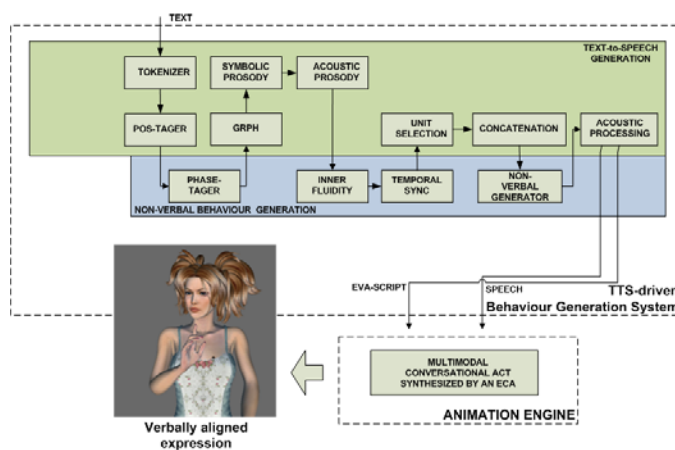 TEXT
TEXT-to-SPEECH
GENERATION
TOKENIZER
SYMBOLIC
PROSODY
ACOUSTIC
PROSODY
POS-TAGER
GRPH
UNIT
SELECTION
CONCATENATION
ACOUSTIC
PROCESSING
PHASE-
TAGER
INNER
FLUIDITY
TEMPORAL
SYNC
NON-
VERBAL
GENERATOR
NON-VERBAL BEHAVIOUR GENERATION
EVA-SCRIPT
SPEECH
TTS-driven
Behaviour Generation System
MULTIMODAL
CONVERSATIONAL ACT
SYNTHESIZED BY AN ECA
ANIMATION ENGINE
Verbally aligned
expression